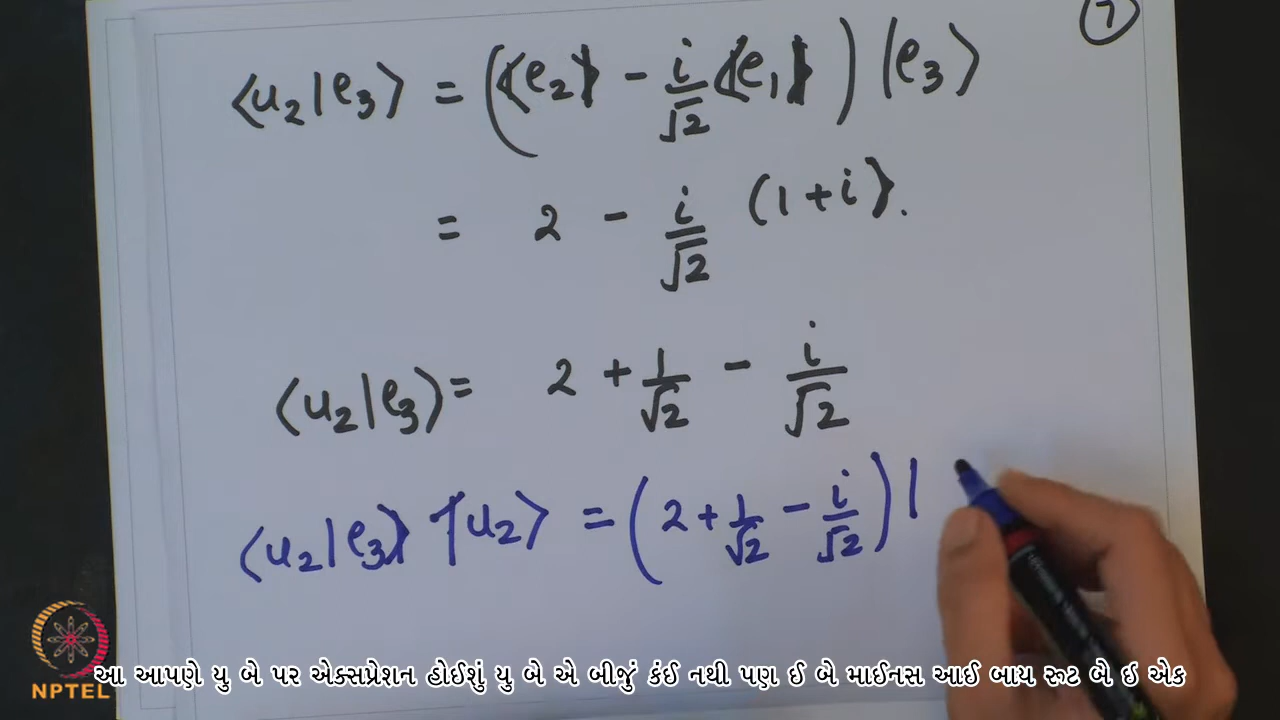 7
⟨u₂|e₃⟩ = (⟨e₂| - i/√2 ⟨e₁|) |e₃⟩
= 2 - i/√2 (1+i).
⟨u₂|e₃⟩ = 2 + 1/√2 - i/√2
⟨u₂|e₃⟩ |u₂⟩ = (2 + 1/√2 - i/√2) |
NPTEL
આ આપણે યુ બે પર એક્સપ્રેશન હોઈશું યુ બે એ બીજું કંઈ નથી પણ ઈ બે માઈનસ આઈ બાય રુટ બે ઇ એક